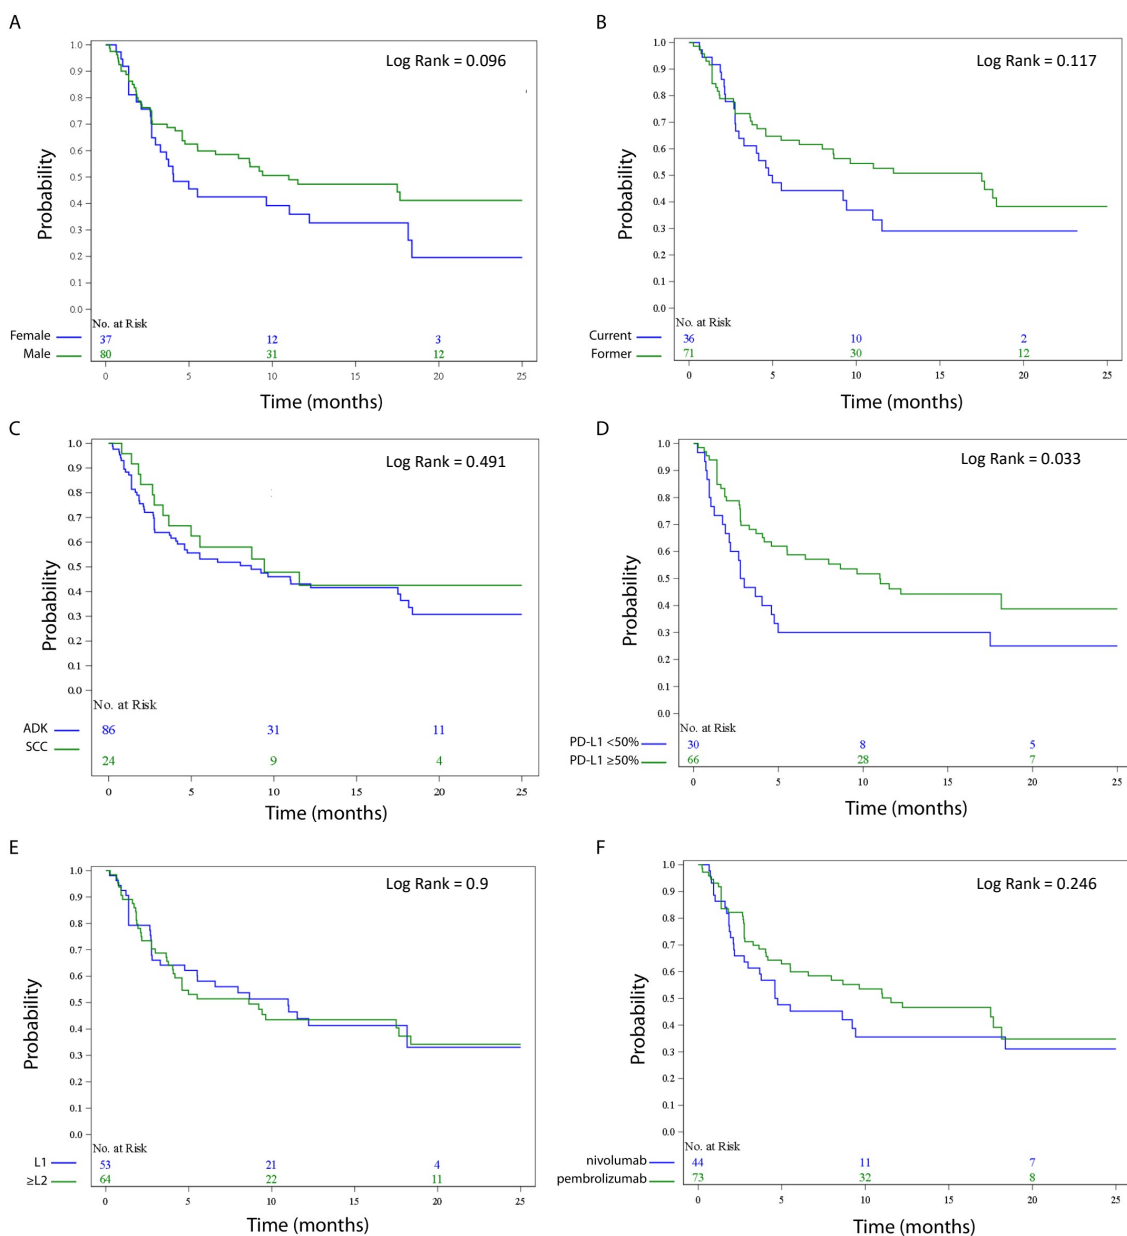 A
Log Rank = 0.096
Probability
1.0
0.9
0.8
0.7
0.6
0.5
0.4
0.3
0.2
0.1
0.0
No. at Risk
Female 37 12 3
Male 80 31 12
0 5 10 15 20 25
Time (months)
B
Log Rank = 0.117
Probability
1.0
0.9
0.8
0.7
0.6
0.5
0.4
0.3
0.2
0.1
0.0
No. at Risk
Current 36 10 2
Former 71 30 12
0 5 10 15 20 25
Time (months)
C
Log Rank = 0.491
Probability
1.0
0.9
0.8
0.7
0.6
0.5
0.4
0.3
0.2
0.1
0.0
No. at Risk
ADK 86 31 11
SCC 24 9 4
0 5 10 15 20 25
Time (months)
D
Log Rank = 0.033
Probability
1.0
0.9
0.8
0.7
0.6
0.5
0.4
0.3
0.2
0.1
0.0
No. at Risk
PD-L1 <50% 30 8 5
PD-L1 ≥50% 66 28 7
0 5 10 15 20 25
Time (months)
E
Log Rank = 0.9
Probability
1.0
0.9
0.8
0.7
0.6
0.5
0.4
0.3
0.2
0.1
0.0
No. at Risk
L1 53 21 4
≥L2 64 22 11
0 5 10 15 20 25
Time (months)
F
Log Rank = 0.246
Probability
1.0
0.9
0.8
0.7
0.6
0.5
0.4
0.3
0.2
0.1
0.0
No. at Risk
nivolumab 44 11 7
pembrolizumab 73 32 8
0 5 10 15 20 25
Time (months)